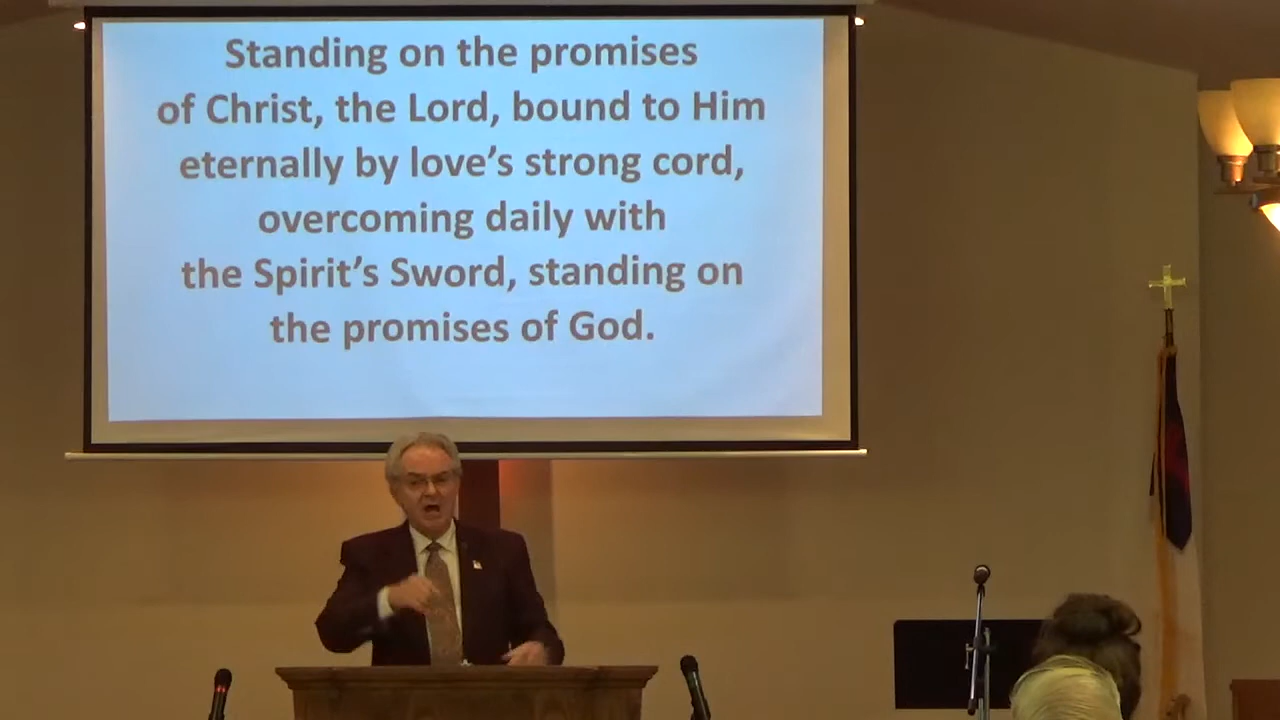 Standing on the promises
of Christ, the Lord, bound to Him
eternally by love’s strong cord,
overcoming daily with
the Spirit’s Sword, standing on
the promises of God.